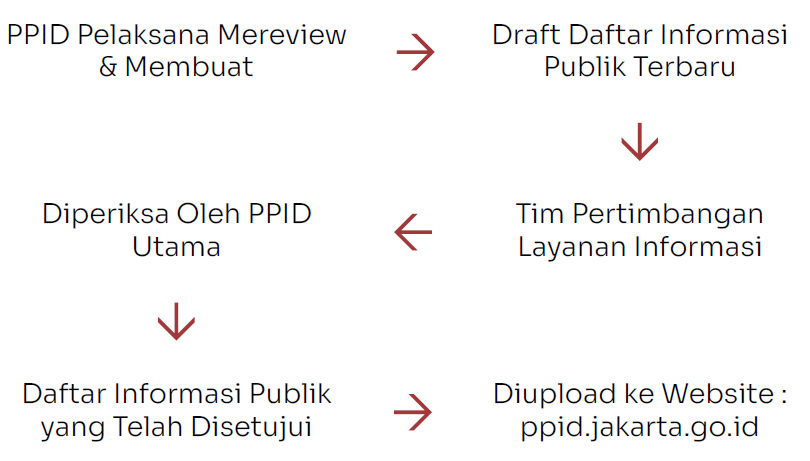 PPID Pelaksana Mereview
& Membuat
Draft Daftar Informasi
Publik Terbaru
Tim Pertimbangan
Layanan Informasi
Diperiksa Oleh PPID
Utama
Daftar Informasi Publik
yang Telah Disetujui
Diupload ke Website :
ppid.jakarta.go.id